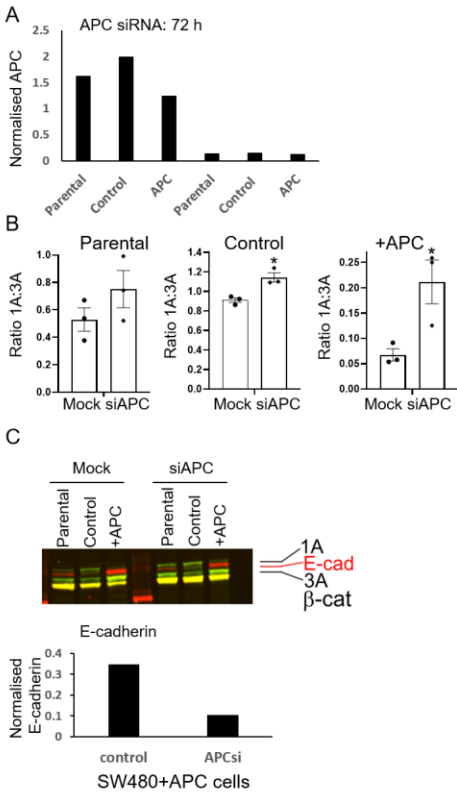 A
APC siRNA: 72 h
Normalised APC
2.5
2
1.5
1
0.5
0
Parental
Control
APC
Parental
Control
APC
B
Parental
Ratio 1A:3A
1.0
0.8
0.6
0.4
0.2
0.0
Mock siAPC
Control
Ratio 1A:3A
1.4
1.2
1.0
0.8
0.6
0.4
0.2
0.0
*
Mock siAPC
+APC
Ratio 1A:3A
0.25
0.20
0.15
0.10
0.05
0.00
*
Mock siAPC
C
Mock
siAPC
Parental
Control
+APC
Parental
Control
+APC
1A
E-cad
3A
β-cat
E-cadherin
Normalised
E-cadherin
0.4
0.3
0.2
0.1
0
control
APCsi
SW480+APC cells